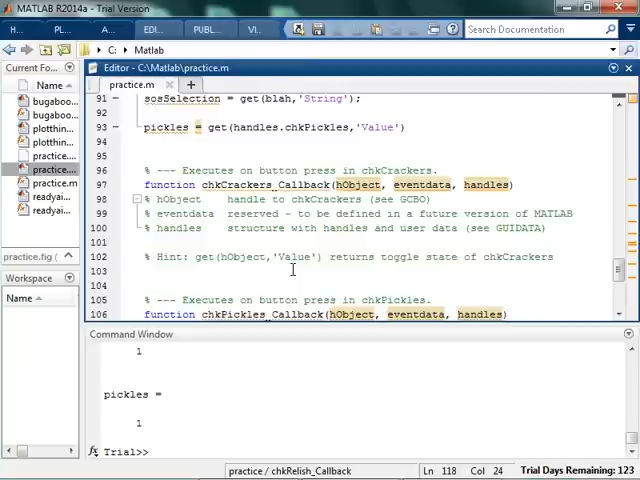 MATLAB R2014a - Trial Version
H... P... A... EDI... PUBL... VI... Search Documentation
C: Matlab
Current Fo...
Name
bugaboo...
bugaboo...
plotthin...
plotthin...
practice....
practice....
practice.m
readyai...
readyai...
practice.fig
Workspace
Name
Editor - C:\Matlab\practice.m
practice.m
91 sosSelection = get(blah,'String');
92
93 pickles = get(handles.chkPickles,'Value')
94
95
96 % --- Executes on button press in chkCrackers.
97 function chkCrackers_Callback(hObject, eventdata, handles)
98 % hObject    handle to chkCrackers (see GCBO)
99 % eventdata  reserved - to be defined in a future version of MATLAB
100 % handles    structure with handles and user data (see GUIDATA)
101
102 % Hint: get(hObject,'Value') returns toggle state of chkCrackers
103
104
105 % --- Executes on button press in chkPickles.
106 function chkPickles_Callback(hObject, eventdata, handles)
Command Window
1
pickles =
1
fx Trial>>
practice / chkRelish_Callback Ln 118 Col 24 Trial Days Remaining: 123